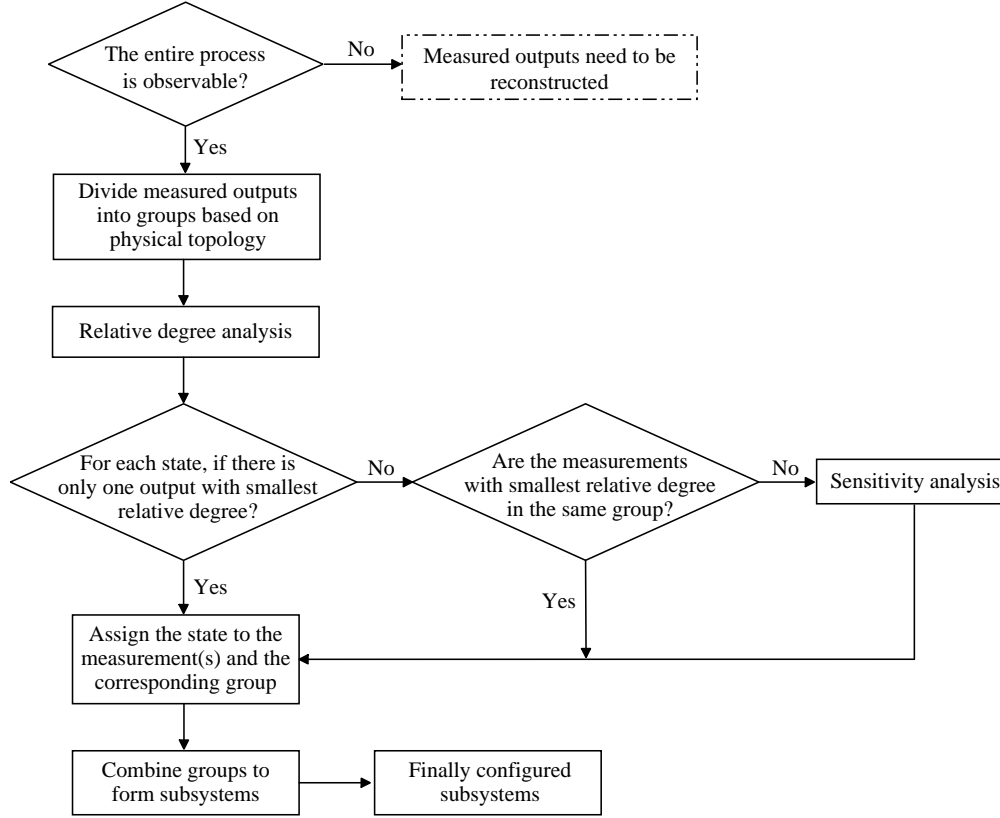 The entire process
is observable?
No
Measured outputs need to be
reconstructed
Yes
Divide measured outputs
into groups based on
physical topology
Relative degree analysis
For each state, if there is
only one output with smallest
relative degree?
No
Are the measurements
with smallest relative degree
in the same group?
No
Sensitivity analysis
Yes
Yes
Assign the state to the
measurement(s) and the
corresponding group
Combine groups to
form subsystems
Finally configured
subsystems